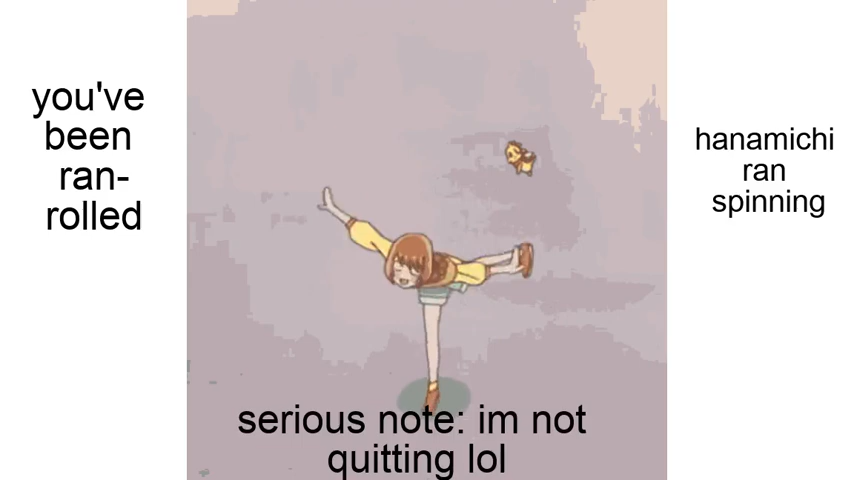 you've
been
ran-
rolled
hanamichi
ran
spinning
serious note: im not
quitting lol